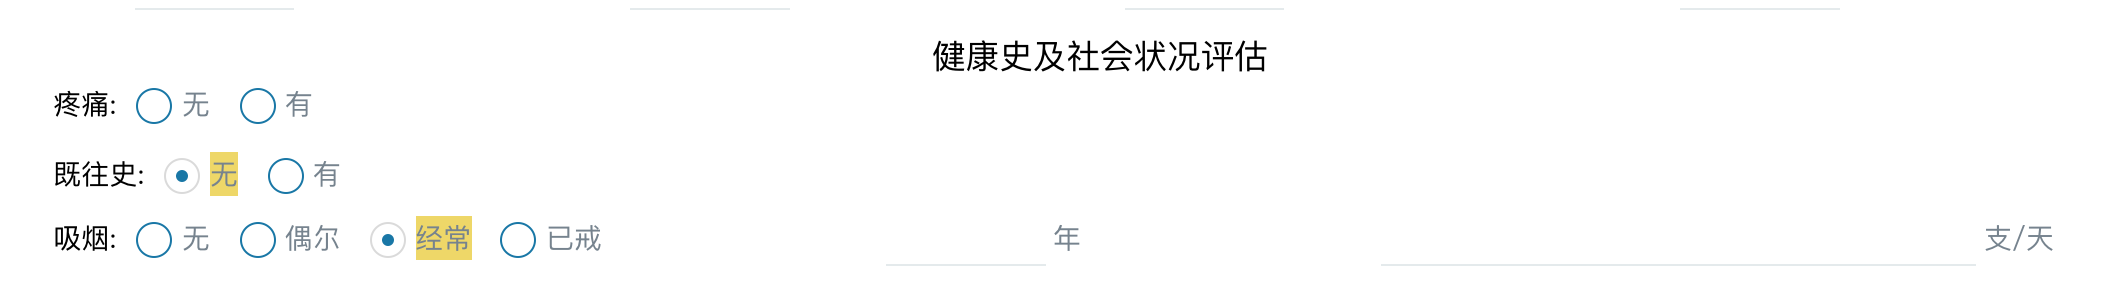 健康史及社会状况评估
疼痛: 无 有
既往史: 无 有
吸烟: 无 偶尔 经常 已戒 年 支/天